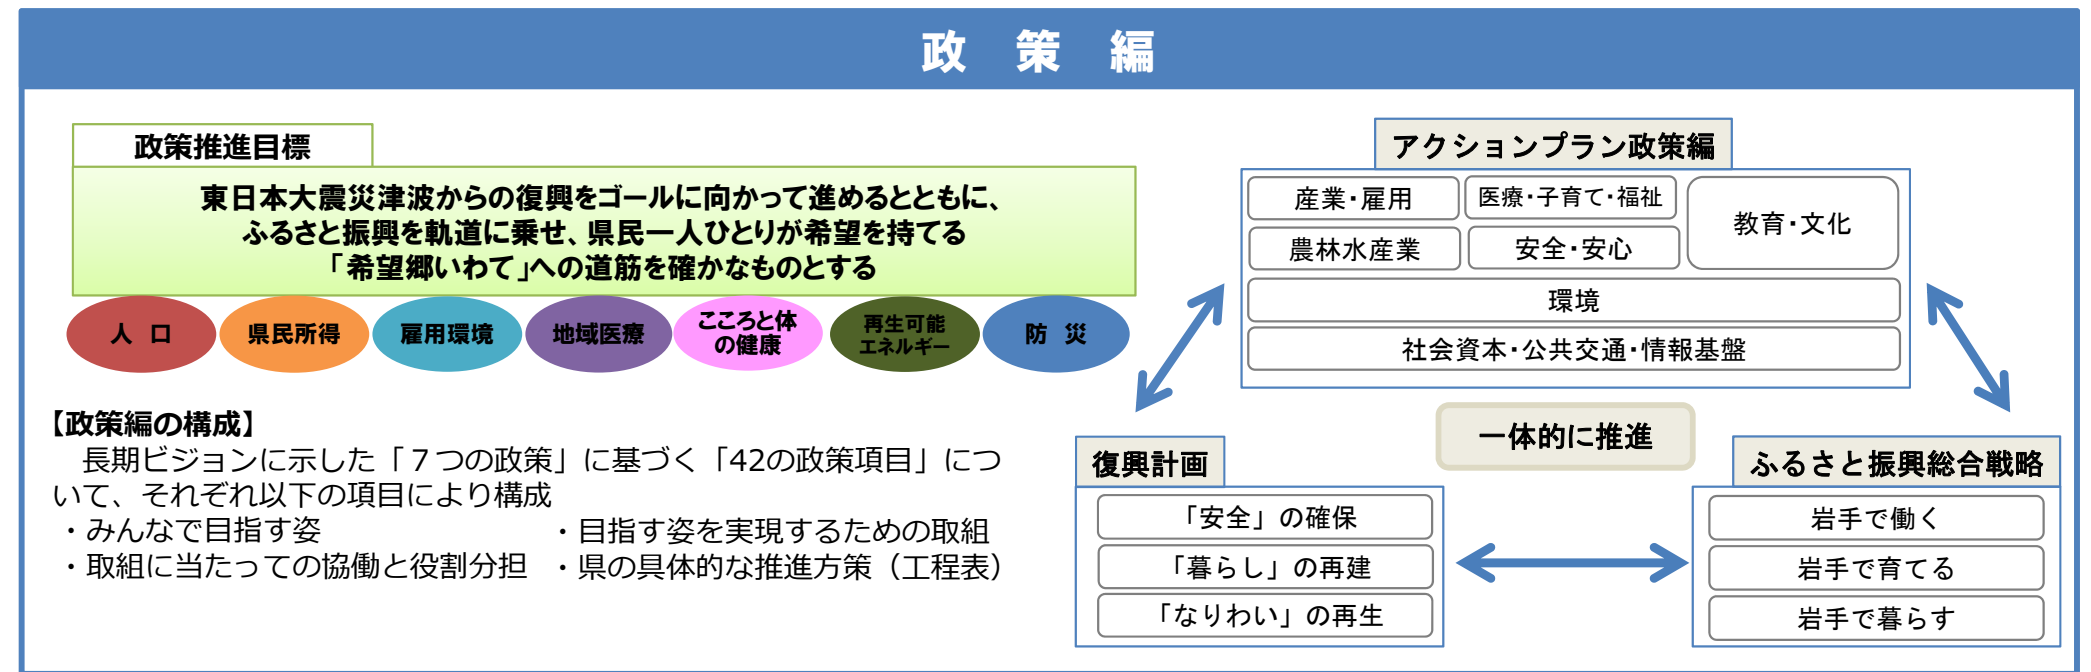 政 策 編
政策推進目標
東日本大震災津波からの復興をゴールに向かって進めるとともに、
ふるさと振興を軌道に乗せ、県民一人ひとりが希望を持てる
「希望郷いわて」への道筋を確かなものとする
人 口
県民所得
雇用環境
地域医療
こころと体
の健康
再生可能
エネルギー
防 災
【政策編の構成】
長期ビジョンに示した「７つの政策」に基づく「42の政策項目」につ
いて、それぞれ以下の項目により構成
・みんなで目指す姿 ・目指す姿を実現するための取組
・取組に当たっての協働と役割分担 ・県の具体的な推進方策（工程表）
アクションプラン政策編
産業・雇用
医療・子育て・福祉
教育・文化
農林水産業
安全・安心
環境
社会資本・公共交通・情報基盤
一体的に推進
復興計画
「安全」の確保
「暮らし」の再建
「なりわい」の再生
ふるさと振興総合戦略
岩手で働く
岩手で育てる
岩手で暮らす